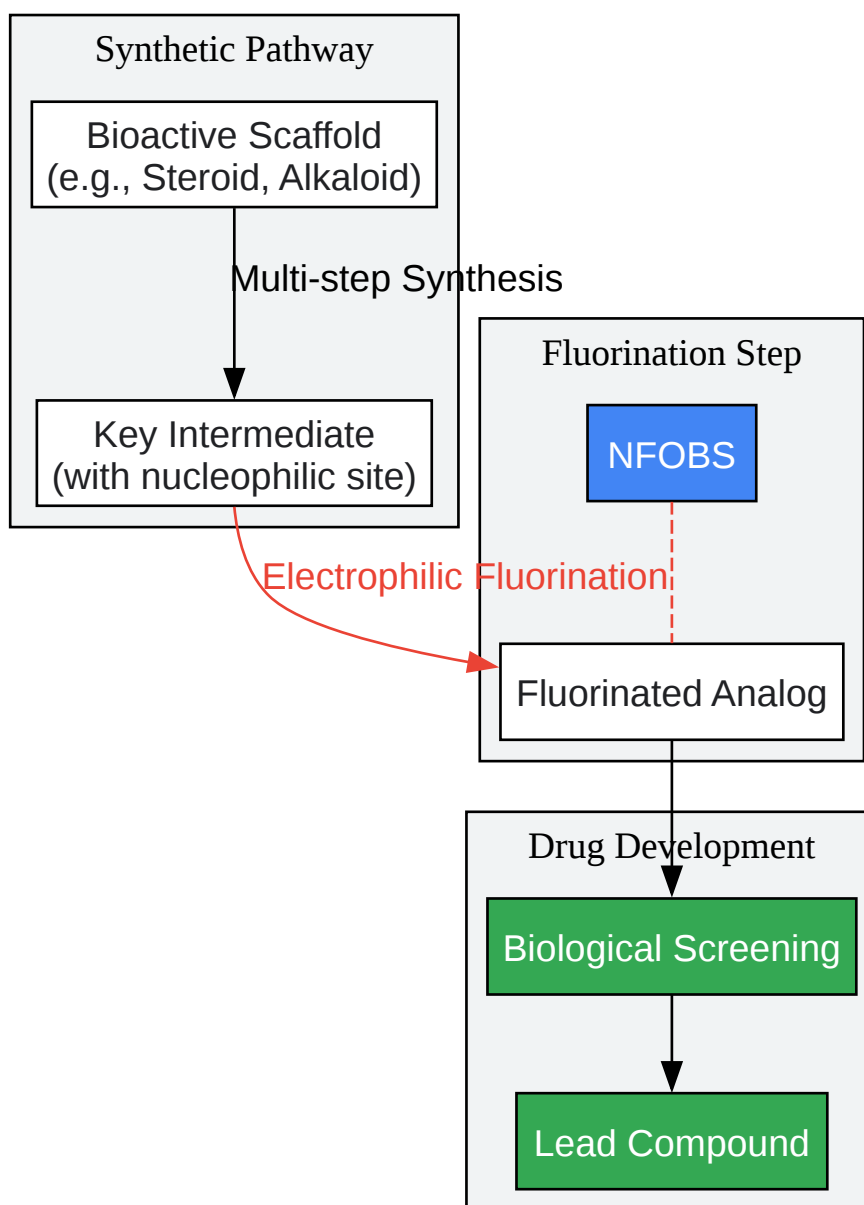 Synthetic Pathway
Bioactive Scaffold
(e.g., Steroid, Alkaloid)
Multi-step Synthesis
Key Intermediate
(with nucleophilic site)
Fluorination Step
NFOBS
Electrophilic Fluorination
Fluorinated Analog
Drug Development
Biological Screening
Lead Compound